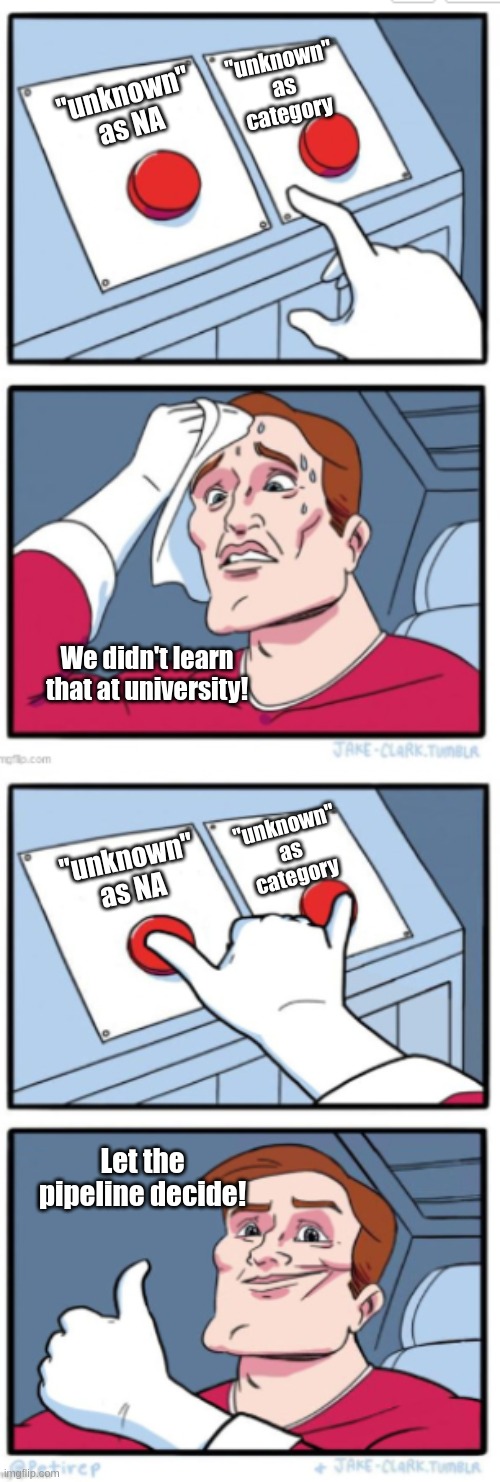 "unknown"
as NA
"unknown"
as
category
We didn't learn
that at university!
JAKE-CLARK.TUMBLR
"unknown"
as NA
"unknown"
as
category
Let the
pipeline decide!
imgflip.com
+ JAKE-CLARK.TUMBLR